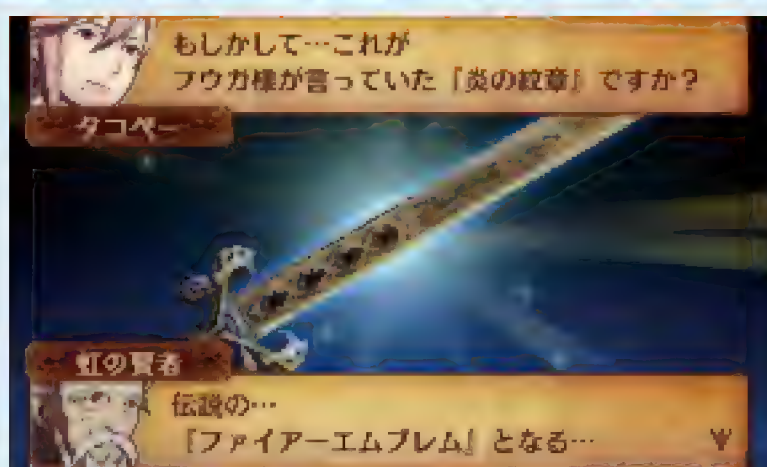 もしかして…これが
フウガ様が言っていた『炎の紋章』ですか？
タコペー
虹の賢者
伝説の…
『ファイアーエムブレム』となる…